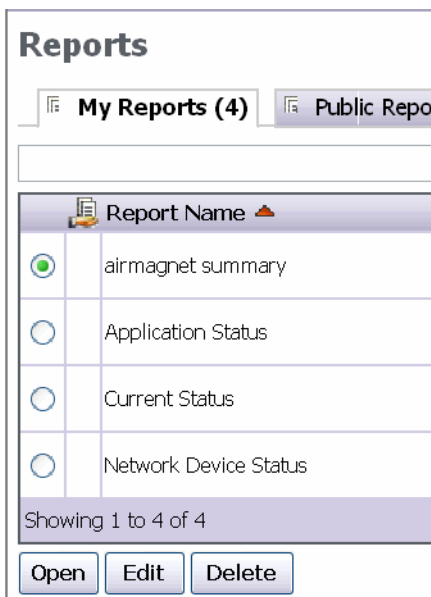 Reports
My Reports (4) Public Repo
Report Name
airmagnet summary
Application Status
Current Status
Network Device Status
Showing 1 to 4 of 4
Open Edit Delete